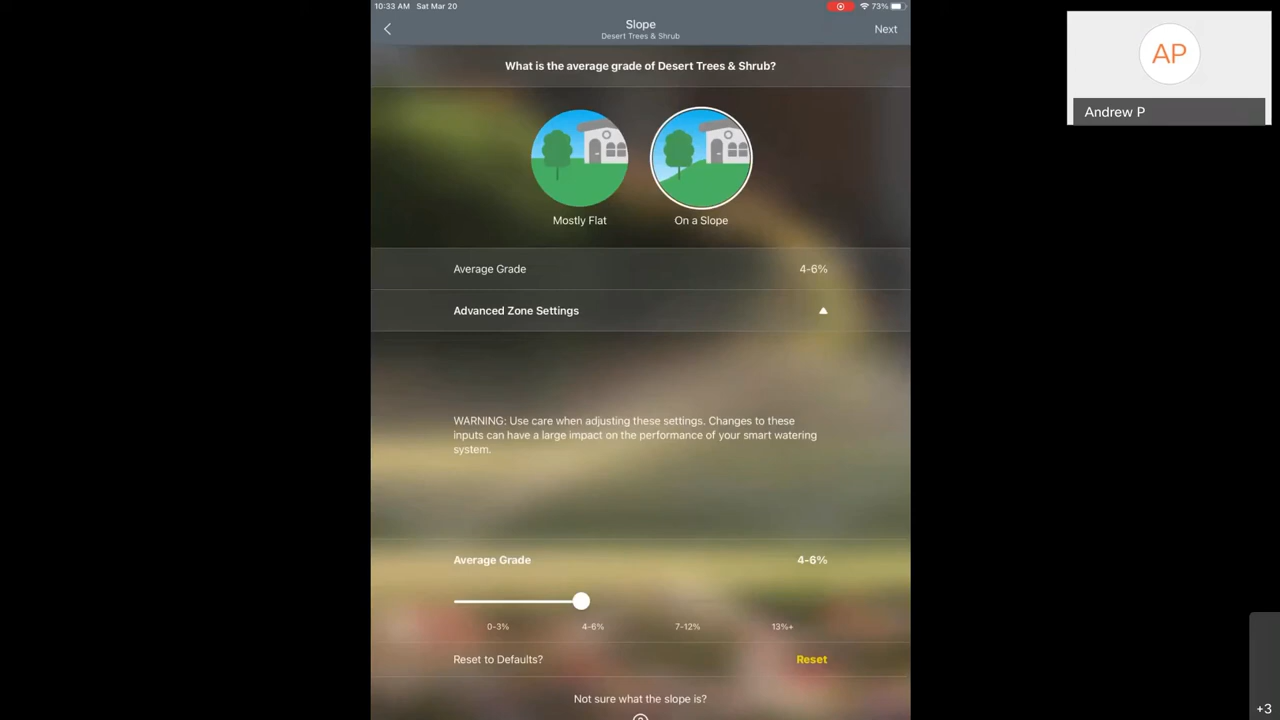 10:33 AM Sat Mar 20
73%
Slope
Desert Trees & Shrub
Next
What is the average grade of Desert Trees & Shrub?
Mostly Flat
On a Slope
Average Grade
4-6%
Advanced Zone Settings
WARNING: Use care when adjusting these settings. Changes to these
inputs can have a large impact on the performance of your smart watering
system.
Average Grade
4-6%
0-3%
4-6%
7-12%
13%+
Reset to Defaults?
Reset
Not sure what the slope is?
AP
Andrew P
+3